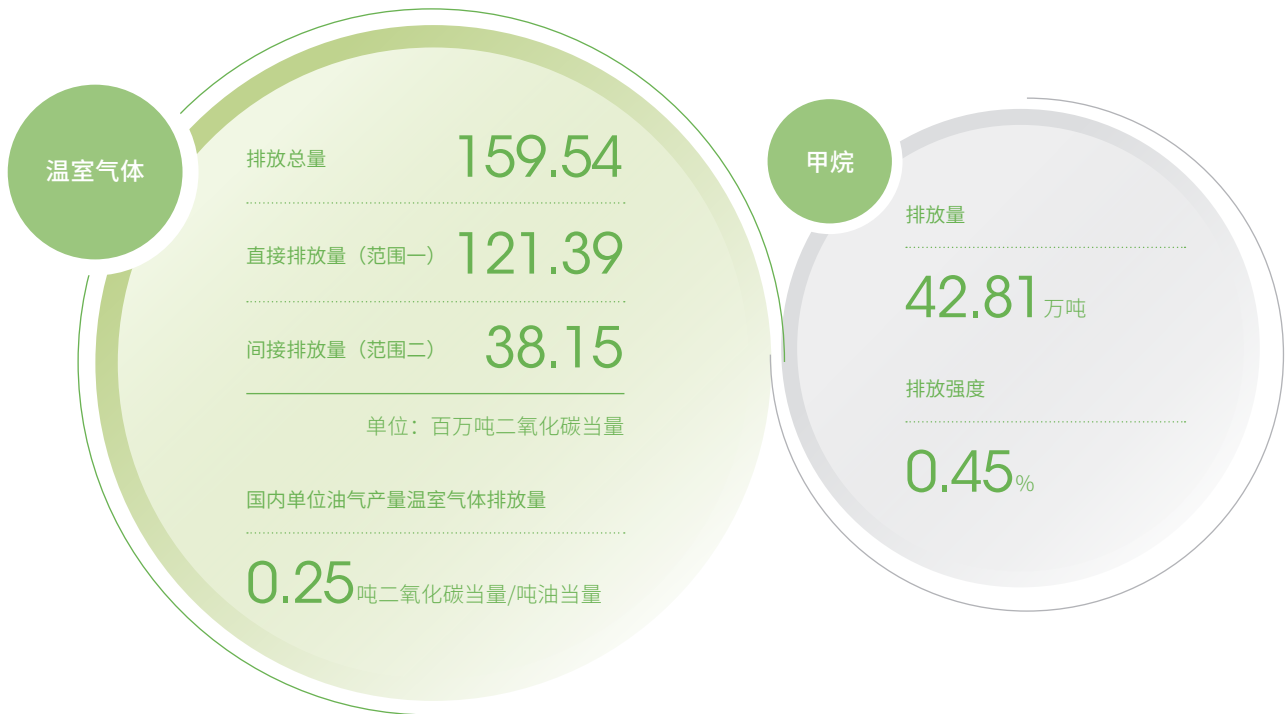 温室气体
排放总量 159.54
直接排放量（范围一） 121.39
间接排放量（范围二） 38.15
单位：百万吨二氧化碳当量
国内单位油气产量温室气体排放量
0.25吨二氧化碳当量/吨油当量
甲烷
排放量
42.81万吨
排放强度
0.45%